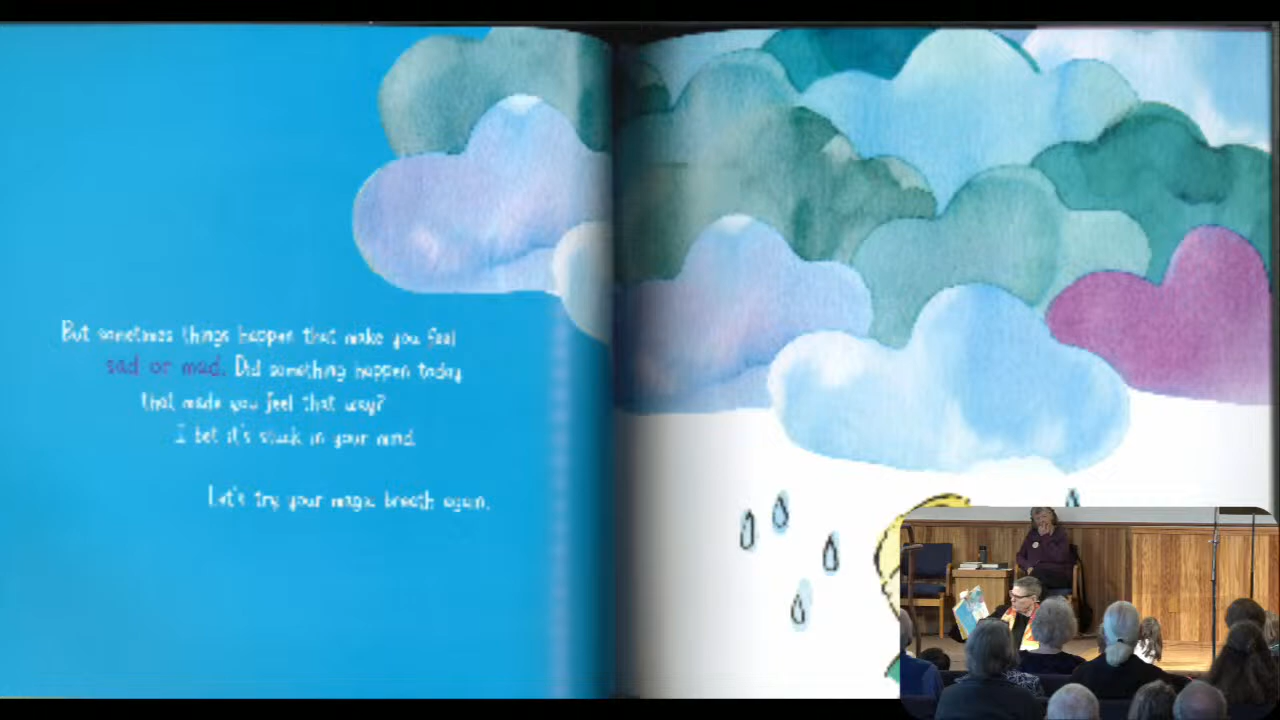 But sometimes things happen that make you feel
sad or mad. Did something happen today
that made you feel that way?
I bet it's stuck in your mind.
Let's try your magic breath again.